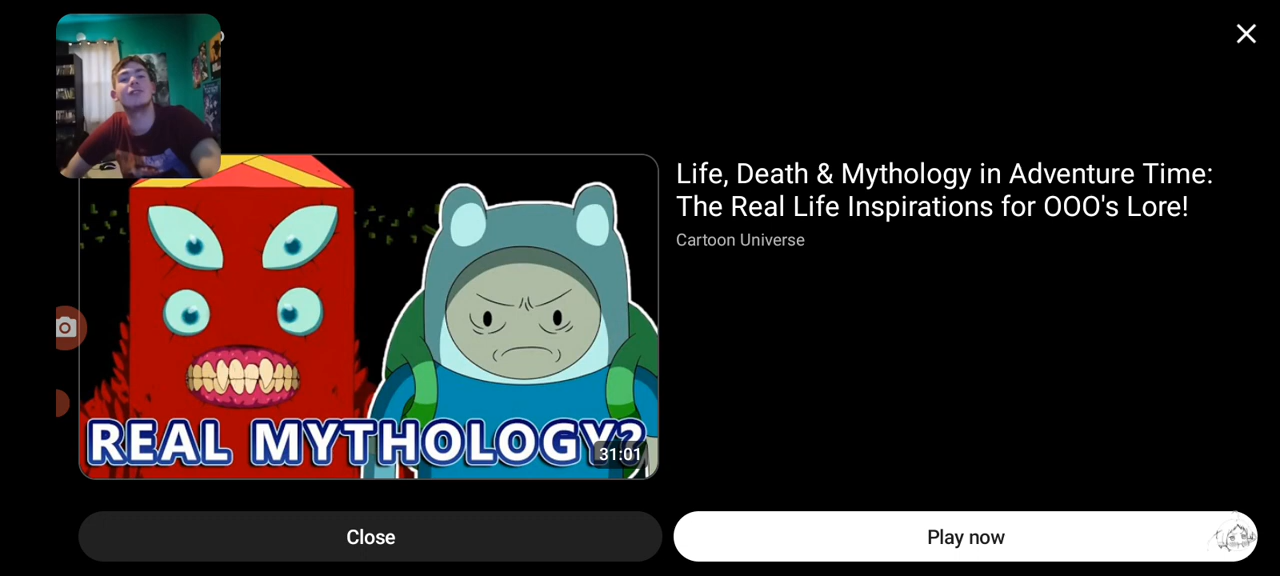 Life, Death & Mythology in Adventure Time:
The Real Life Inspirations for OOO's Lore!
Cartoon Universe
REAL MYTHOLOGY?
31:01
Close
Play now